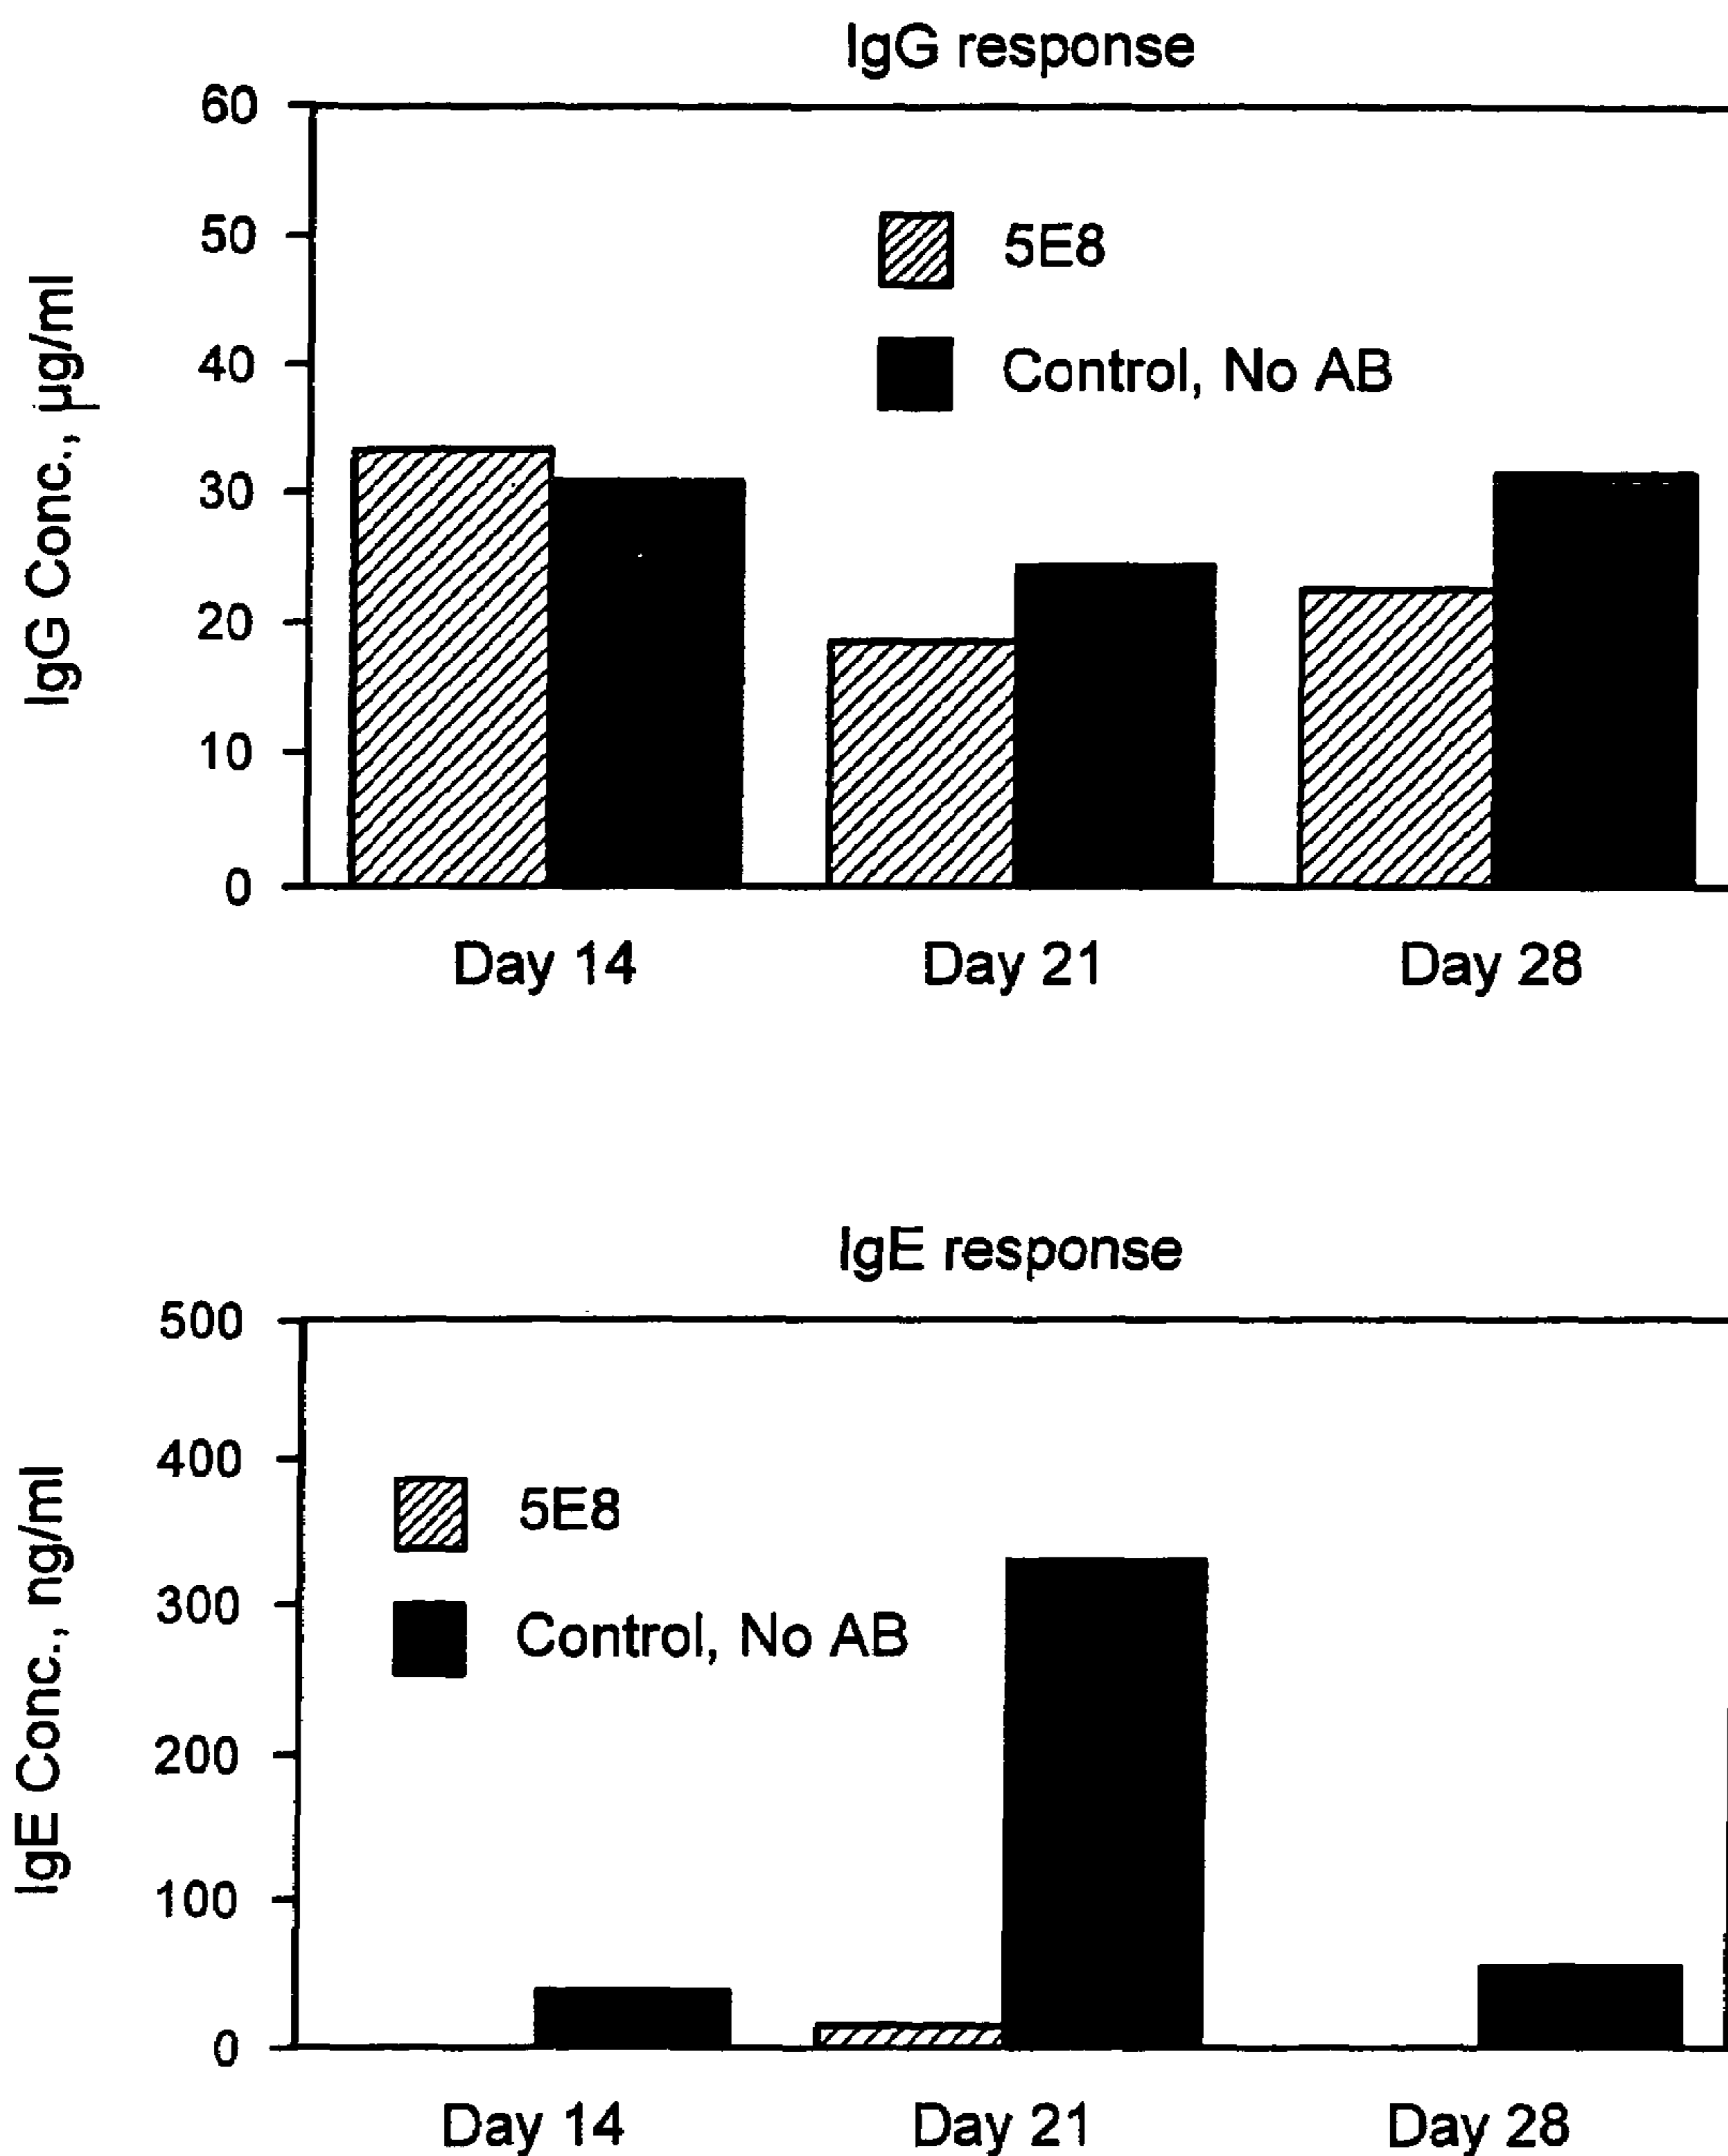 IgG response
60
50
40
30
20
10
0
IgG Conc., µg/ml
5E8
Control, No AB
Day 14 Day 21 Day 28
IgE response
500
400
300
200
100
0
IgE Conc., ng/ml
5E8
Control, No AB
Day 14 Day 21 Day 28